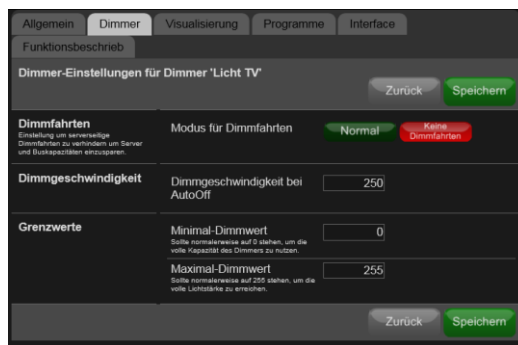 Allgemein Dimmer Visualisierung Programme Interface
Funktionsbeschrieb
Dimmer-Einstellungen für Dimmer 'Licht TV'
Zurück Speichern
Dimmfahrten
Einstellung um serverseitige
Dimmfahrten zu verhindern um Server
und Buskapazitäten einzusparen.
Modus für Dimmfahrten
Normal
Keine
Dimmfahrten
Dimmgeschwindigkeit
Dimmgeschwindigkeit bei
AutoOff
250
Grenzwerte
Minimal-Dimmwert
Sollte normalerweise auf 0 stehen, um die
volle Kapazität des Dimmers zu nutzen.
0
Maximal-Dimmwert
Sollte normalerweise auf 255 stehen, um die
volle Lichtstärke zu erreichen.
255
Zurück Speichern